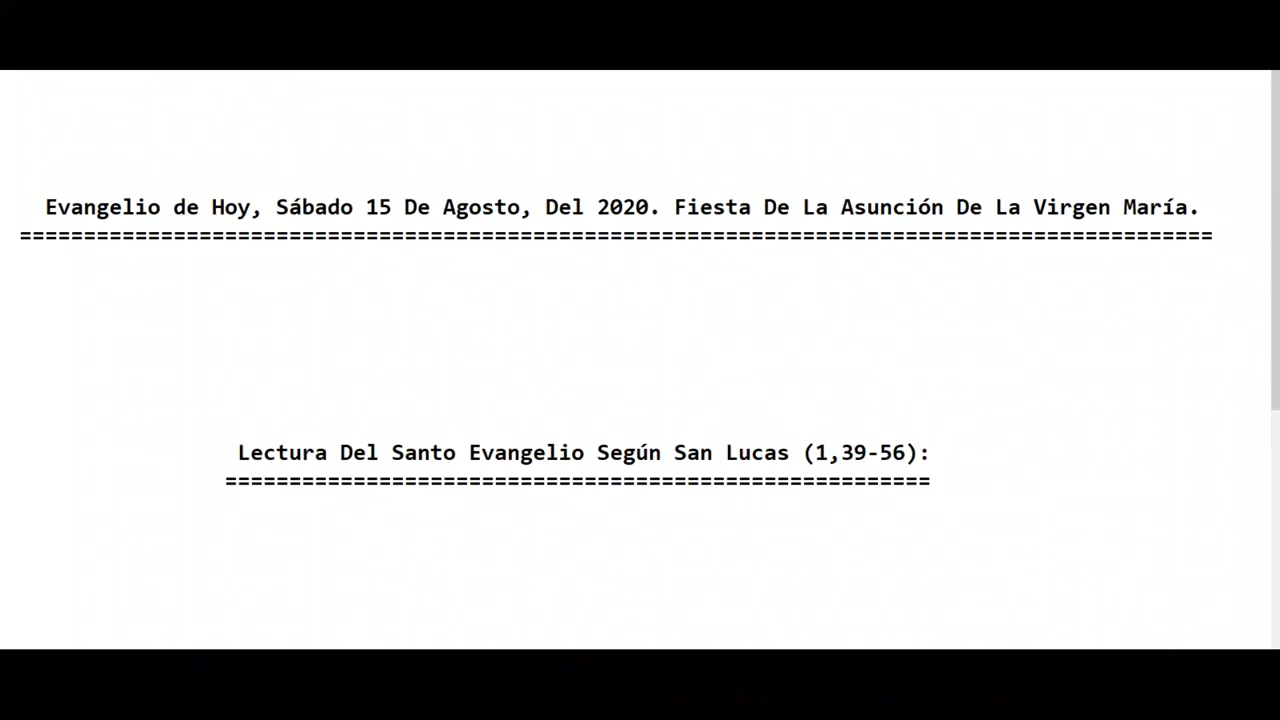 Evangelio de Hoy, Sábado 15 De Agosto, Del 2020. Fiesta De La Asunción De La Virgen María.
=============================================================================================
Lectura Del Santo Evangelio Según San Lucas (1,39-56):
=======================================================